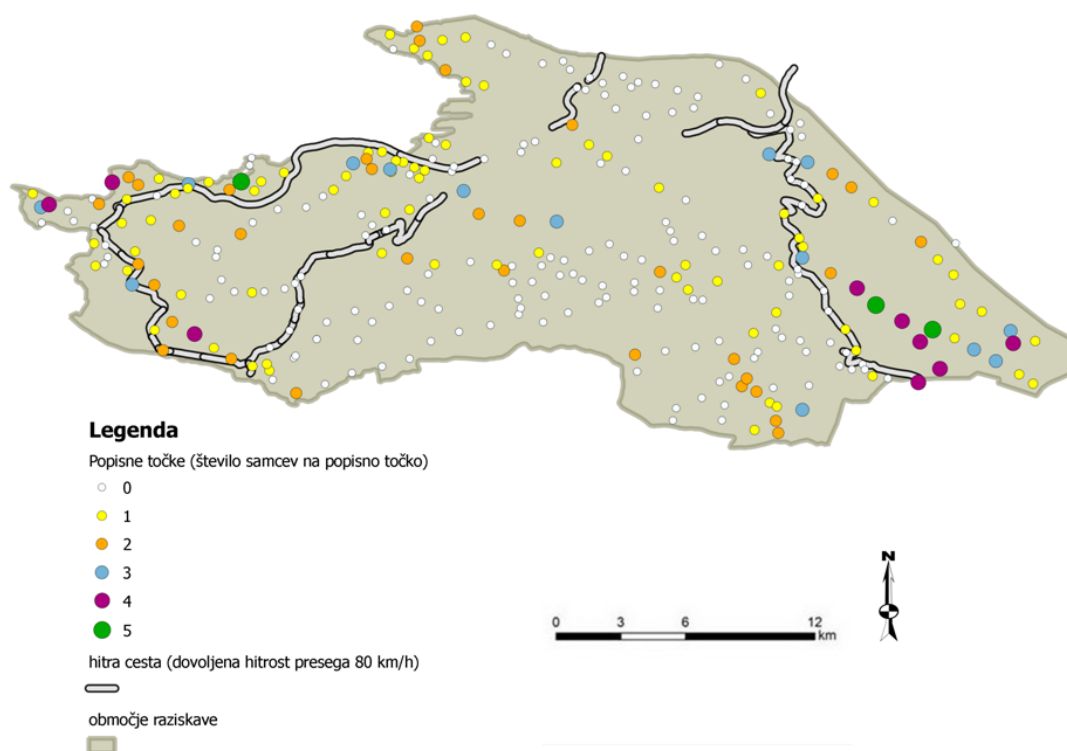 Legenda
Popisne točke (število samcev na popisno točko)
0
1
2
3
4
5
hitra cesta (dovoljena hitrost presega 80 km/h)
območje raziskave
N
0 3 6 12
km